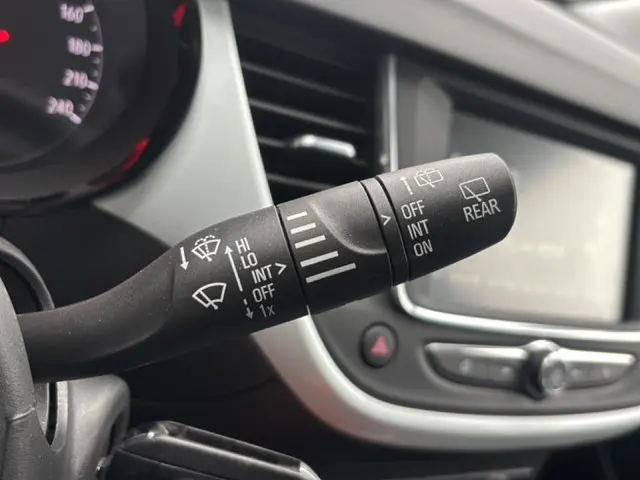 160
180
210
240
HI
LO
INT >
OFF
1x
>
OFF
INT
ON
REAR